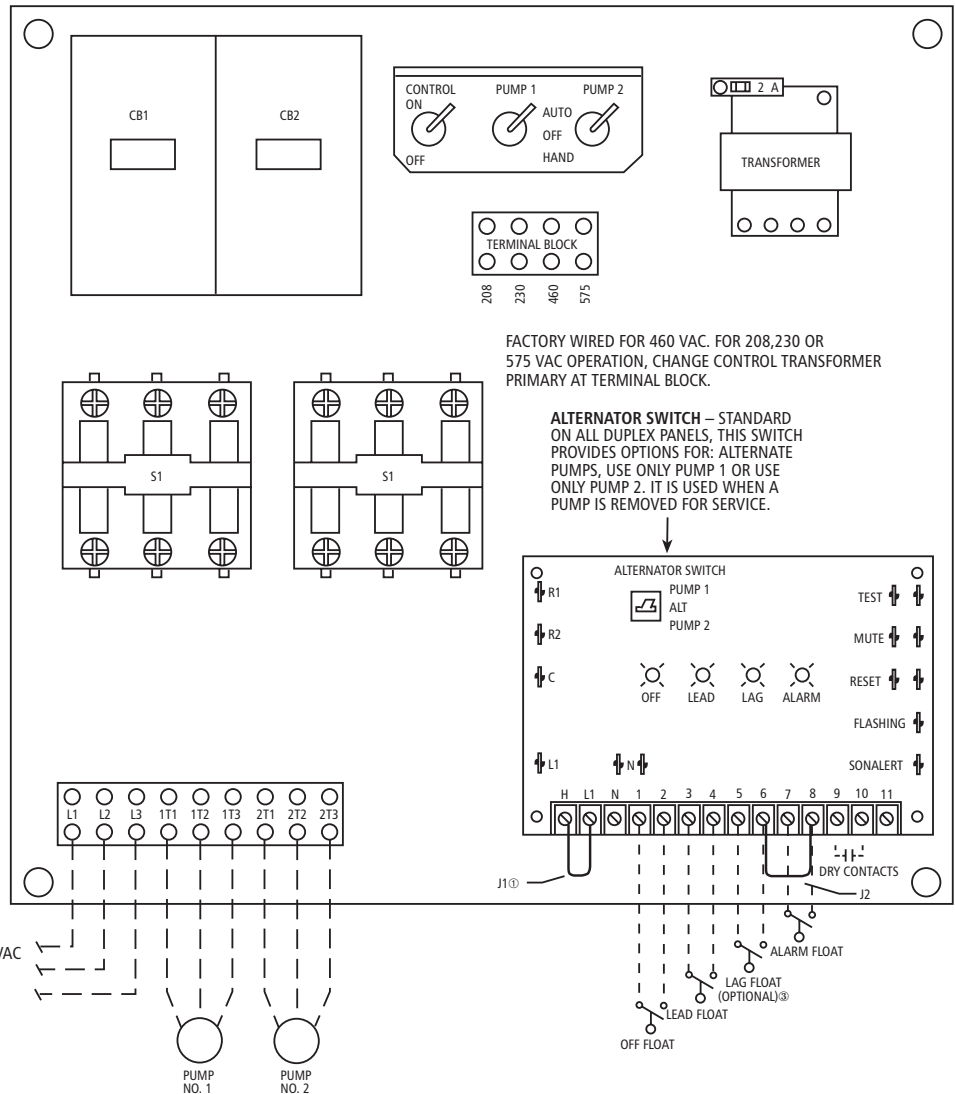 CB1
CB2
CONTROL
ON
OFF
PUMP 1
PUMP 2
AUTO
OFF
HAND
2 A
TRANSFORMER
TERMINAL BLOCK
208
230
460
575
FACTORY WIRED FOR 460 VAC. FOR 208,230 OR
575 VAC OPERATION, CHANGE CONTROL TRANSFORMER
PRIMARY AT TERMINAL BLOCK.
ALTERNATOR SWITCH – STANDARD
ON ALL DUPLEX PANELS, THIS SWITCH
PROVIDES OPTIONS FOR: ALTERNATE
PUMPS, USE ONLY PUMP 1 OR USE
ONLY PUMP 2. IT IS USED WHEN A
PUMP IS REMOVED FOR SERVICE.
S1
S1
ALTERNATOR SWITCH
PUMP 1
ALT
PUMP 2
R1
R2
C
L1
N
OFF
LEAD
LAG
ALARM
TEST
MUTE
RESET
FLASHING
SONALERT
H L1 N 1 2 3 4 5 6 7 8 9 10 11
L1 L2 L3 1T1 1T2 1T3 2T1 2T2 2T3
DRY CONTACTS
J1①
J2
VAC
ALARM FLOAT
LAG FLOAT
(OPTIONAL)③
LEAD FLOAT
OFF FLOAT
PUMP
NO. 1
PUMP
NO. 2